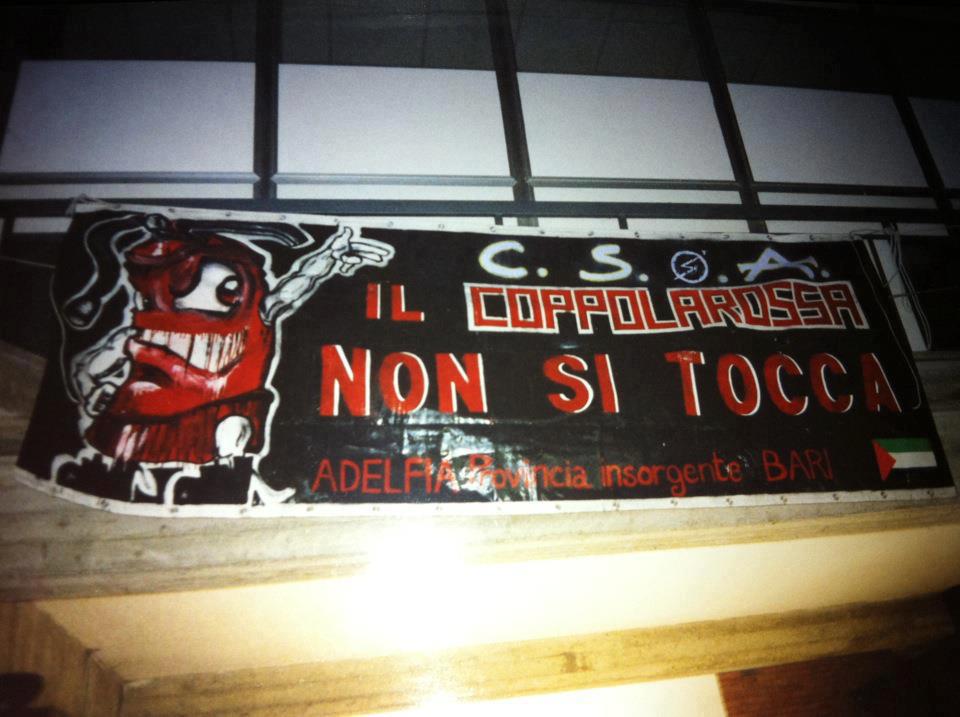 C. S. O. A.
IL COPPOLAROSSA
NON SI TOCCA
ADELFIA Provincia insorgente BARI